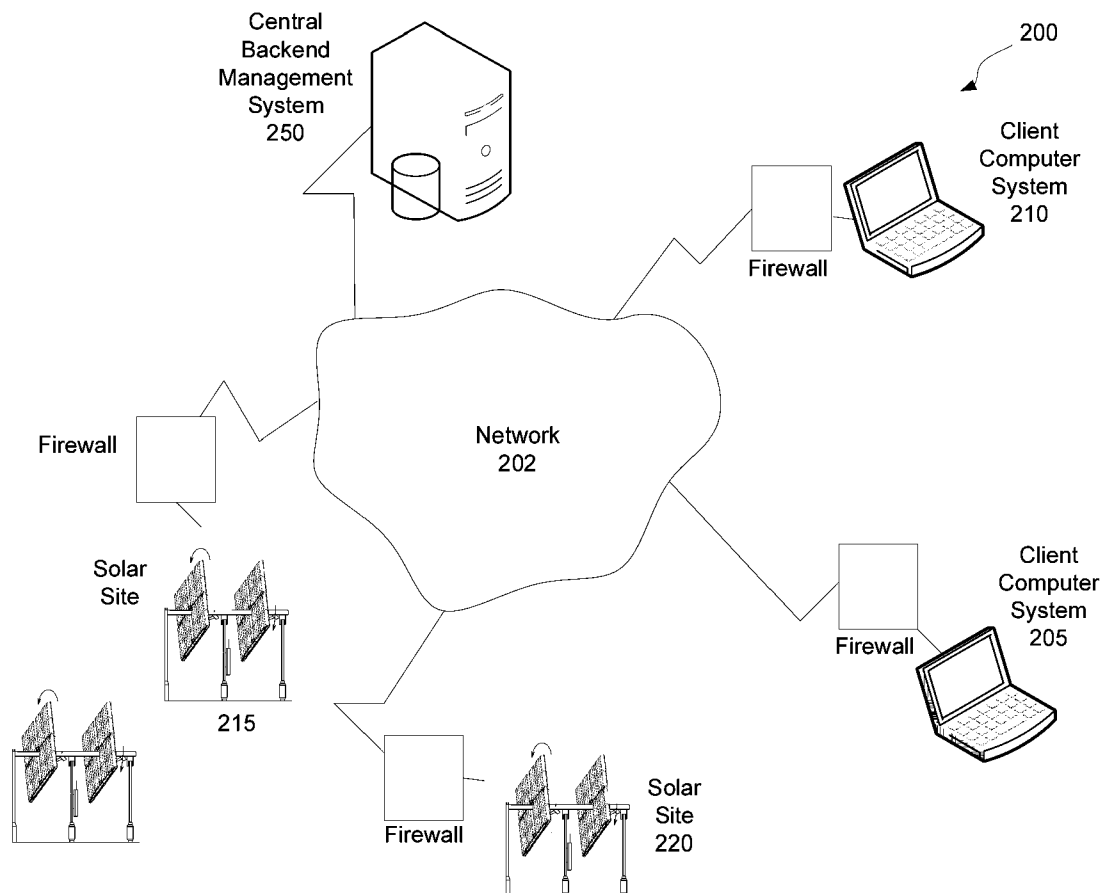 Central
Backend
Management
System
250
200
Client
Computer
System
210
Firewall
Firewall
Network
202
Solar
Site
215
Client
Computer
System
205
Firewall
Firewall
Solar
Site
220